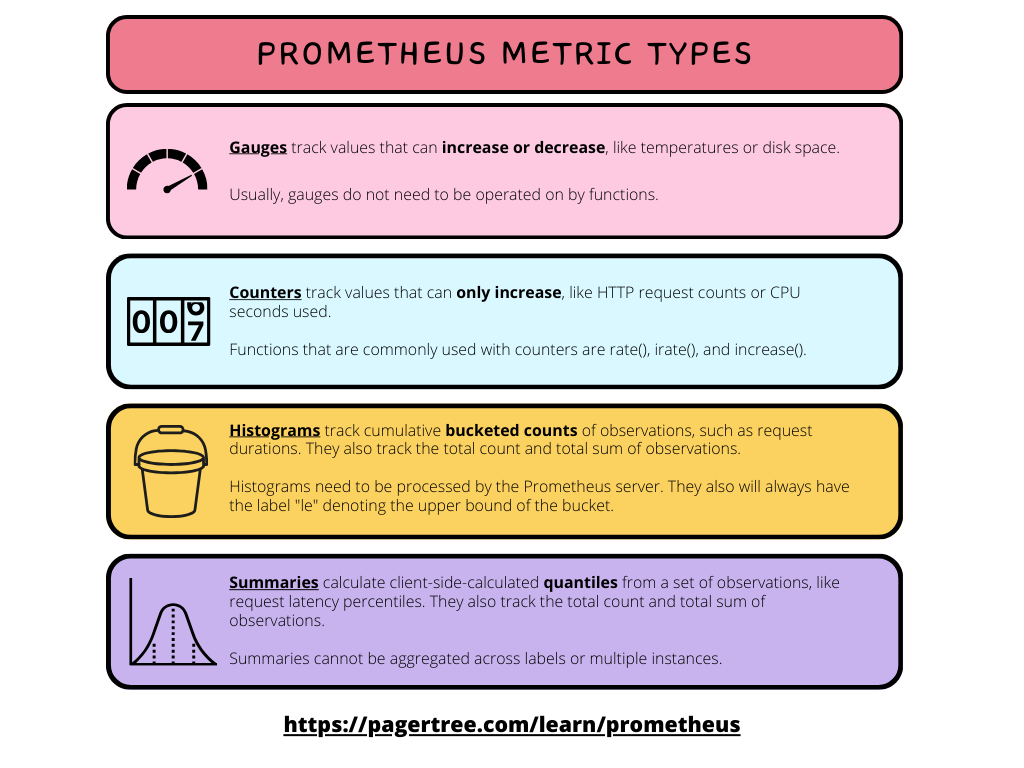 PROMETHEUS METRIC TYPES
Gauges track values that can increase or decrease, like temperatures or disk space.
Usually, gauges do not need to be operated on by functions.
0 0 6
7
Counters track values that can only increase, like HTTP request counts or CPU
seconds used.
Functions that are commonly used with counters are rate(), irate(), and increase().
Histograms track cumulative bucketed counts of observations, such as request
durations. They also track the total count and total sum of observations.
Histograms need to be processed by the Prometheus server. They also will always have
the label "le" denoting the upper bound of the bucket.
Summaries calculate client-side-calculated quantiles from a set of observations, like
request latency percentiles. They also track the total count and total sum of
observations.
Summaries cannot be aggregated across labels or multiple instances.
https://pagertree.com/learn/prometheus